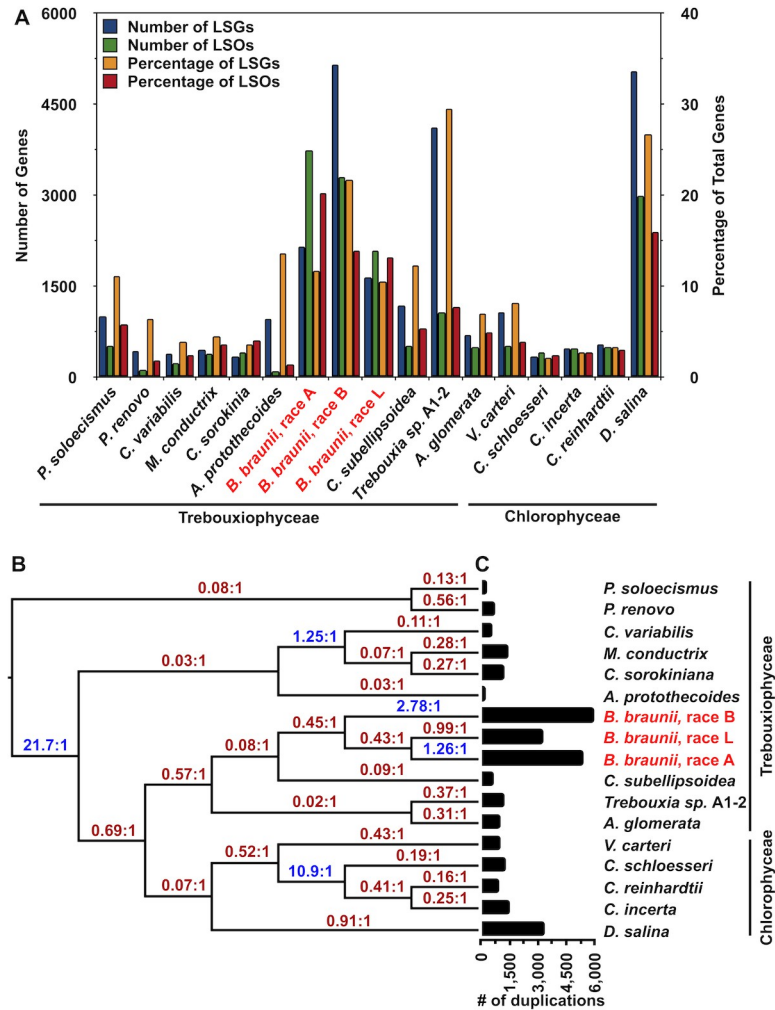 A
6000
4500
3000
1500
0
Number of Genes
Number of LSGs
Number of LSOs
Percentage of LSGs
Percentage of LSOs
40
30
20
10
0
Percentage of Total Genes
P. soloecismus
P. renovo
C. variabilis
M. conductrix
C. sorokinia
A. protothecoides
B. braunii, race A
B. braunii, race B
B. braunii, race L
C. subellipsoidea
Trebouxia sp. A1-2
A. glomerata
V. carteri
C. schloesseri
C. incerta
C. reinhardtii
D. salina
Trebouxiophyceae
Chlorophyceae
B
C
0.08:1
0.13:1
0.56:1
0.11:1
1.25:1
0.28:1
0.07:1
0.27:1
0.03:1
0.03:1
2.78:1
0.45:1
0.99:1
0.43:1
1.26:1
0.08:1
0.09:1
21.7:1
0.57:1
0.37:1
0.02:1
0.31:1
0.69:1
0.43:1
0.52:1
0.19:1
10.9:1
0.16:1
0.41:1
0.25:1
0.07:1
0.91:1
P. soloecismus
P. renovo
C. variabilis
M. conductrix
C. sorokiniana
A. protothecoides
B. braunii, race B
B. braunii, race L
B. braunii, race A
C. subellipsoidea
Trebouxia sp. A1-2
A. glomerata
V. carteri
C. schloesseri
C. reinhardtii
C. incerta
D. salina
Trebouxiophyceae
Chlorophyceae
0
1,500
3,000
4,500
6,000
# of duplications